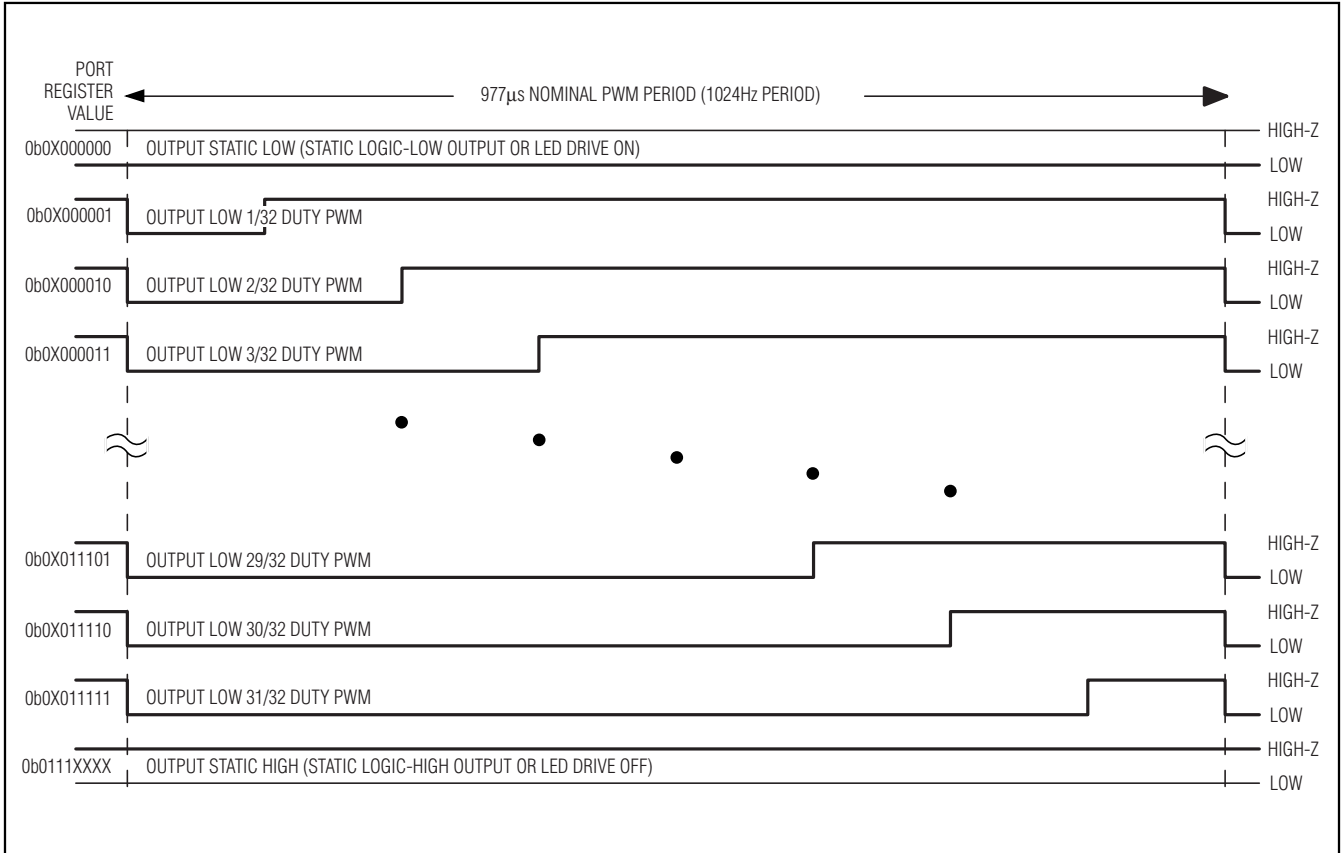 PORT
REGISTER
VALUE
977µs NOMINAL PWM PERIOD (1024Hz PERIOD)
HIGH-Z
0b0X000000 OUTPUT STATIC LOW (STATIC LOGIC-LOW OUTPUT OR LED DRIVE ON)
LOW
HIGH-Z
0b0X000001 OUTPUT LOW 1/32 DUTY PWM
LOW
HIGH-Z
0b0X000010 OUTPUT LOW 2/32 DUTY PWM
LOW
HIGH-Z
0b0X000011 OUTPUT LOW 3/32 DUTY PWM
LOW
HIGH-Z
0b0X011101 OUTPUT LOW 29/32 DUTY PWM
LOW
HIGH-Z
0b0X011110 OUTPUT LOW 30/32 DUTY PWM
LOW
HIGH-Z
0b0X011111 OUTPUT LOW 31/32 DUTY PWM
LOW
HIGH-Z
0b0111XXXX OUTPUT STATIC HIGH (STATIC LOGIC-HIGH OUTPUT OR LED DRIVE OFF)
LOW